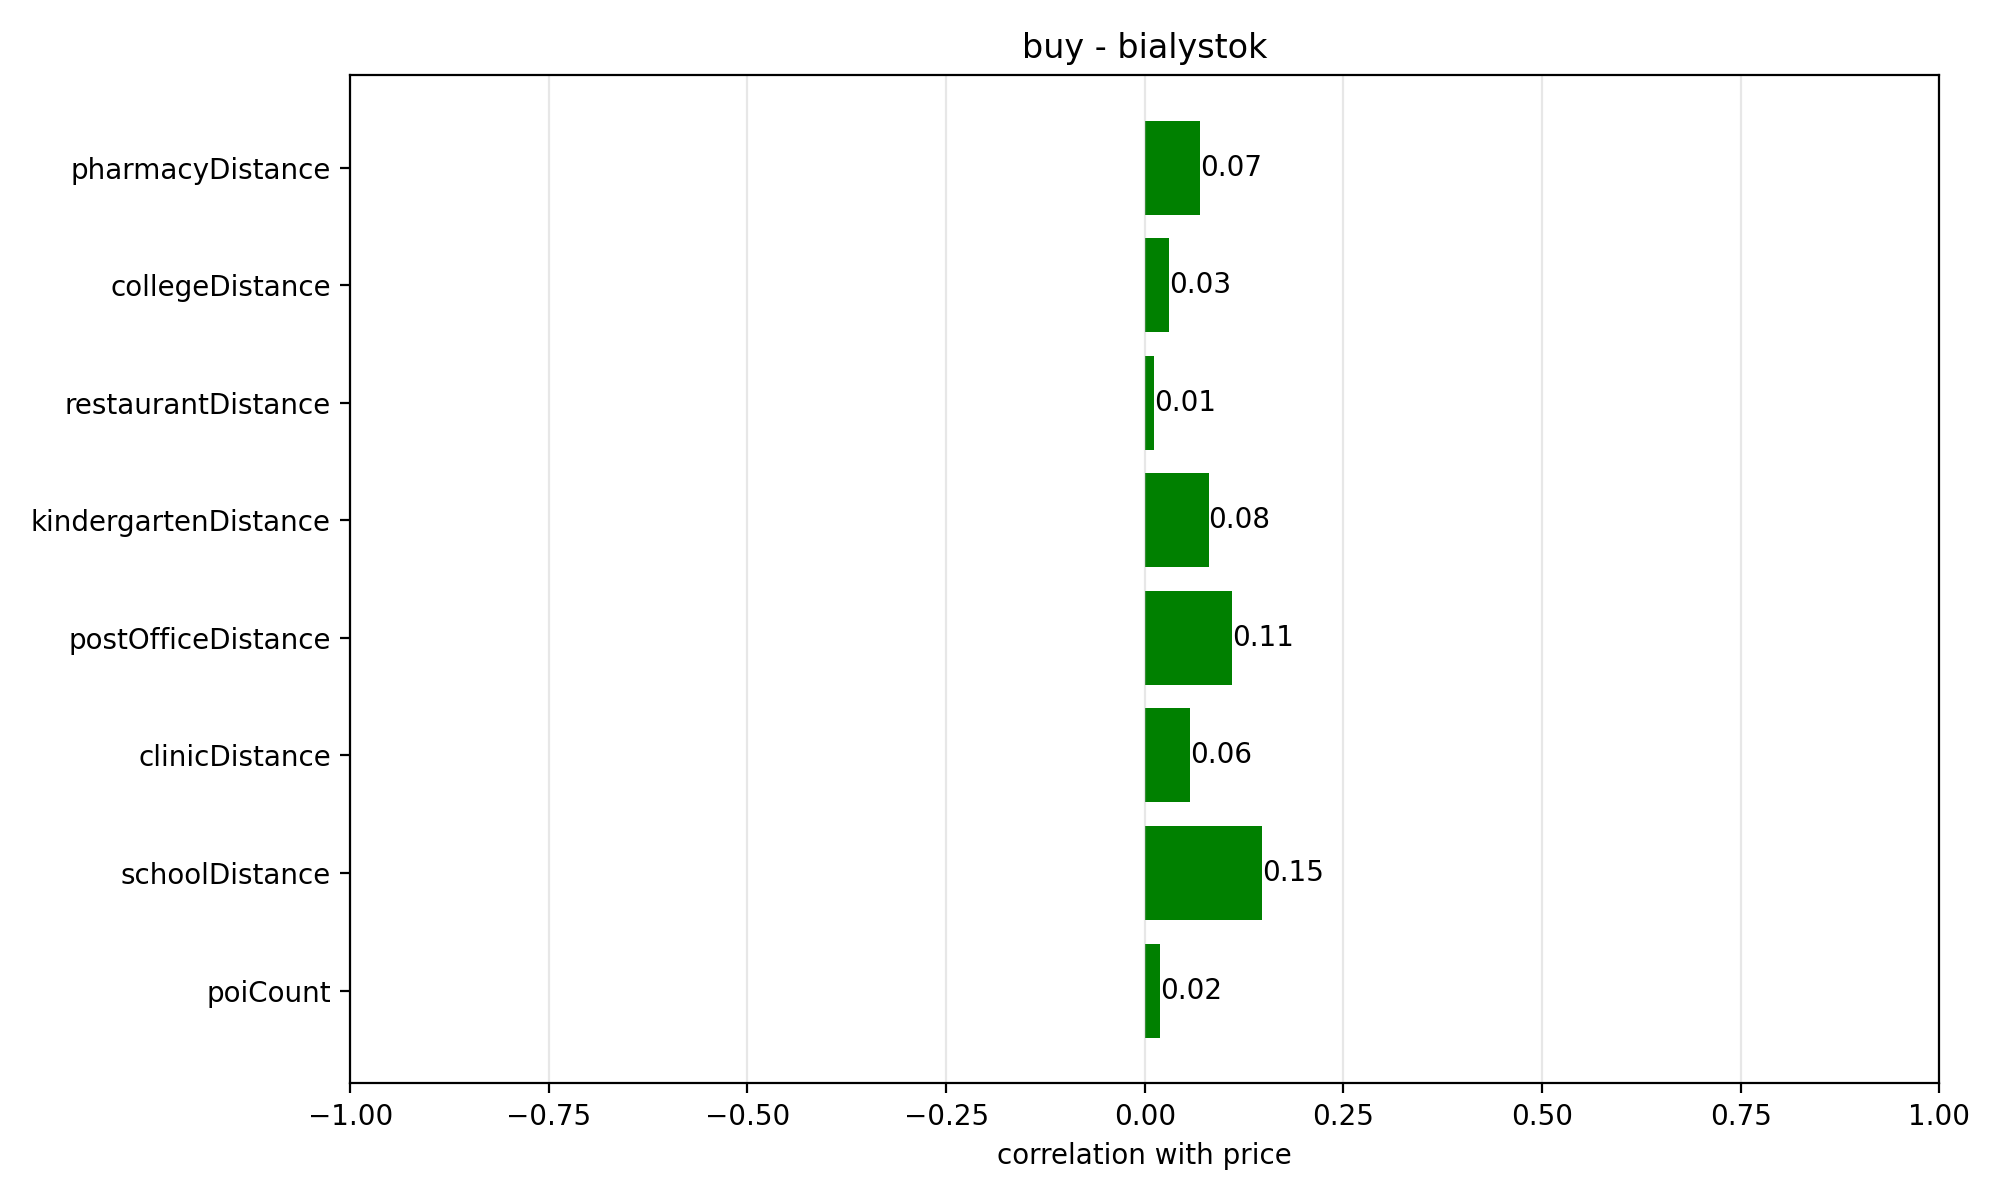 buy - bialystok
pharmacyDistance
0.07
collegeDistance
0.03
restaurantDistance
0.01
kindergartenDistance
0.08
postOfficeDistance
0.11
clinicDistance
0.06
schoolDistance
0.15
poiCount
0.02
−1.00 −0.75 −0.50 −0.25 0.00 0.25 0.50 0.75 1.00
correlation with price